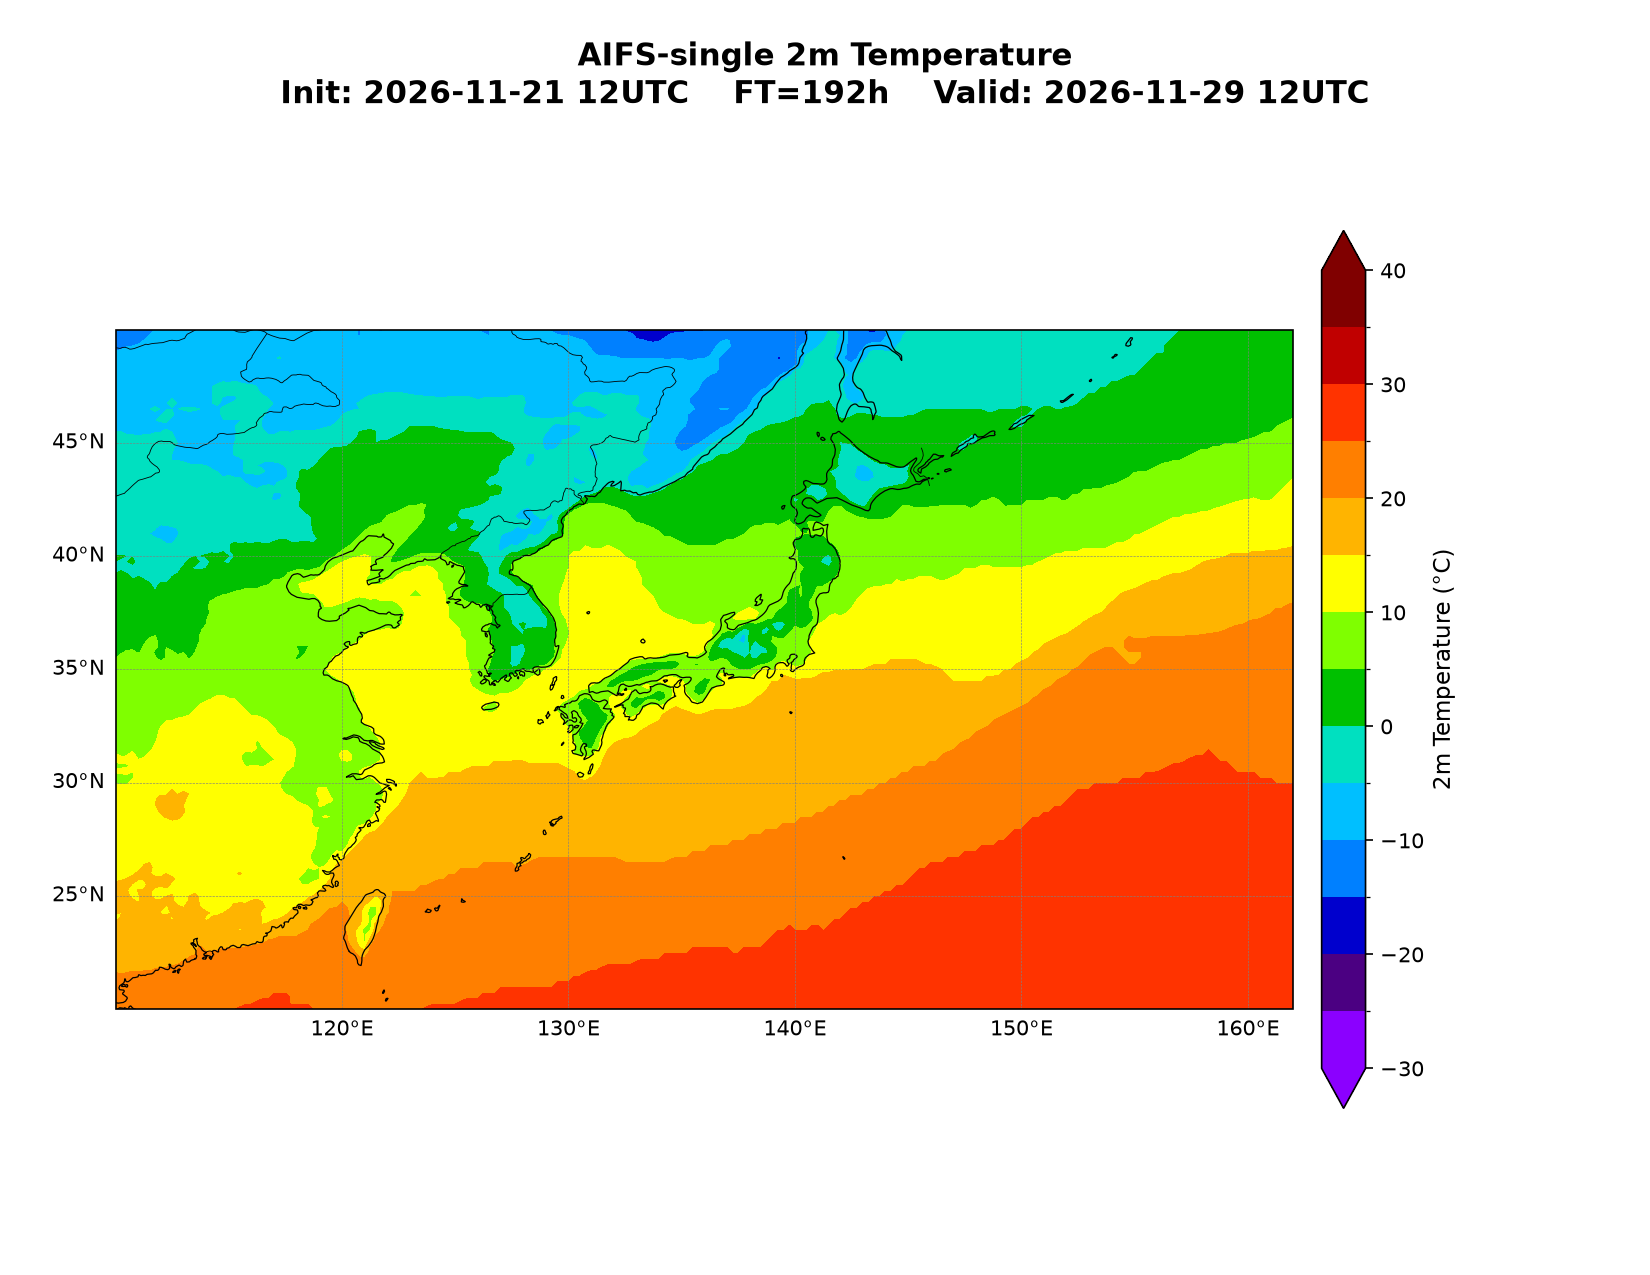 AIFS-single 2m Temperature
Init: 2026-11-21 12UTC    FT=192h    Valid: 2026-11-29 12UTC
45°N
40°N
35°N
30°N
25°N
120°E
130°E
140°E
150°E
160°E
40
30
20
10
0
−10
−20
−30
2m Temperature (°C)